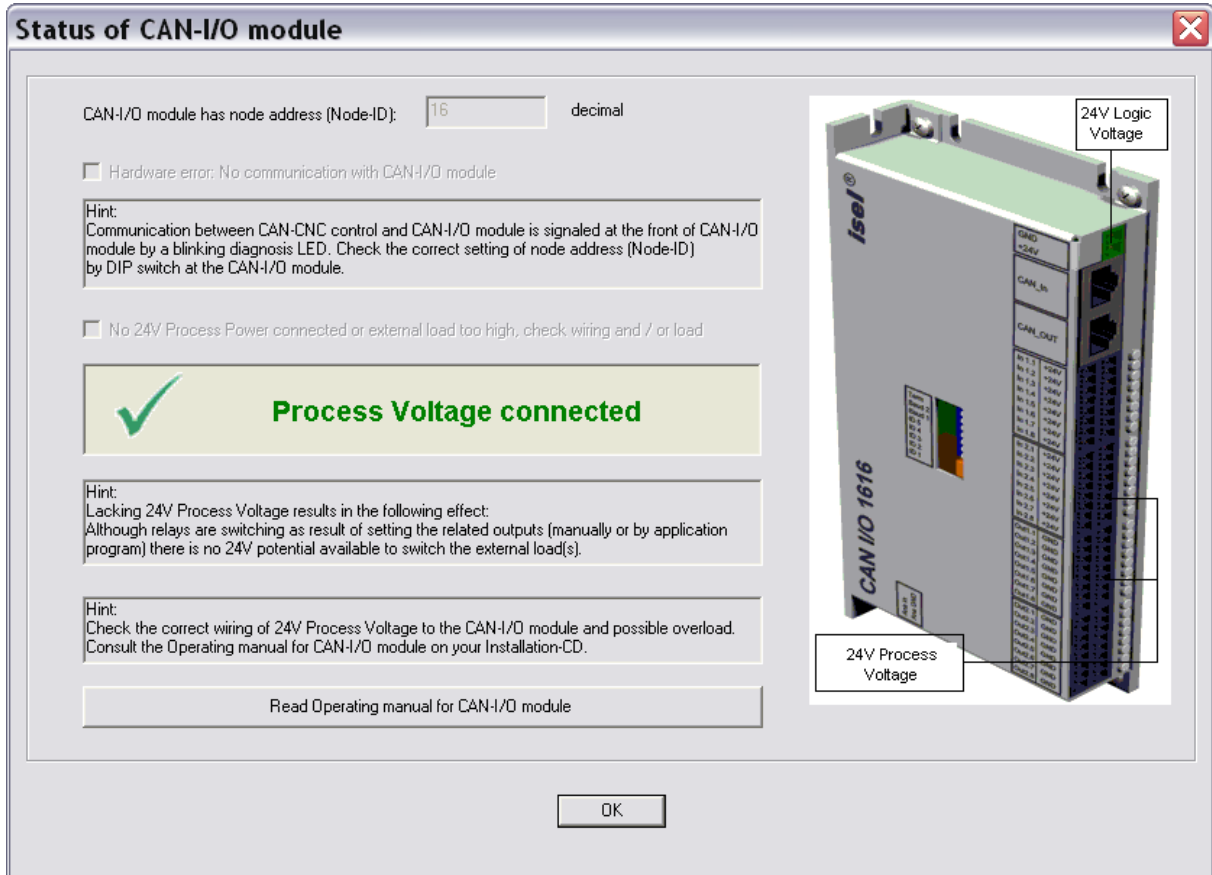 Status of CAN-I/O module
CAN-I/O module has node address (Node-ID): 16 decimal
Hardware error: No communication with CAN-I/O module
Hint:
Communication between CAN-CNC control and CAN-I/O module is signaled at the front of CAN-I/O
module by a blinking diagnosis LED. Check the correct setting of node address (Node-ID)
by DIP switch at the CAN-I/O module.
No 24V Process Power connected or external load too high, check wiring and / or load
Process Voltage connected
Hint:
Lacking 24V Process Voltage results in the following effect:
Although relays are switching as result of setting the related outputs (manually or by application
program) there is no 24V potential available to switch the external load(s).
Hint:
Check the correct wiring of 24V Process Voltage to the CAN-I/O module and possible overload.
Consult the Operating manual for CAN-I/O module on your Installation-CD.
Read Operating manual for CAN-I/O module
24V Logic
Voltage
isel ®
GND
+24V
CAN_In
CAN_OUT
CAN I/O 1616
24V Process
Voltage
OK